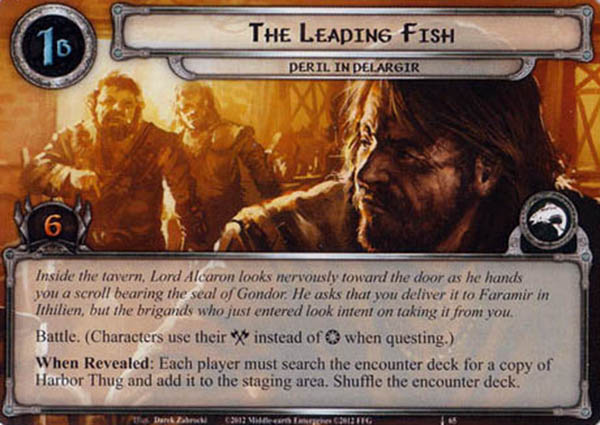 1B
THE LEADING FISH
PERIL IN PELARGIR
6
Inside the tavern, Lord Alcaron looks nervously toward the door as he hands
you a scroll bearing the seal of Gondor. He asks that you deliver it to Faramir in
Ithilien, but the brigands who just entered look intent on taking it from you.
Battle. (Characters use their instead of when questing.)
When Revealed: Each player must search the encounter deck for a copy of
Harbor Thug and add it to the staging area. Shuffle the encounter deck.
Illus. Darek Zabrocki ©2012 Middle-earth Enterprises ©2012 FFG 65